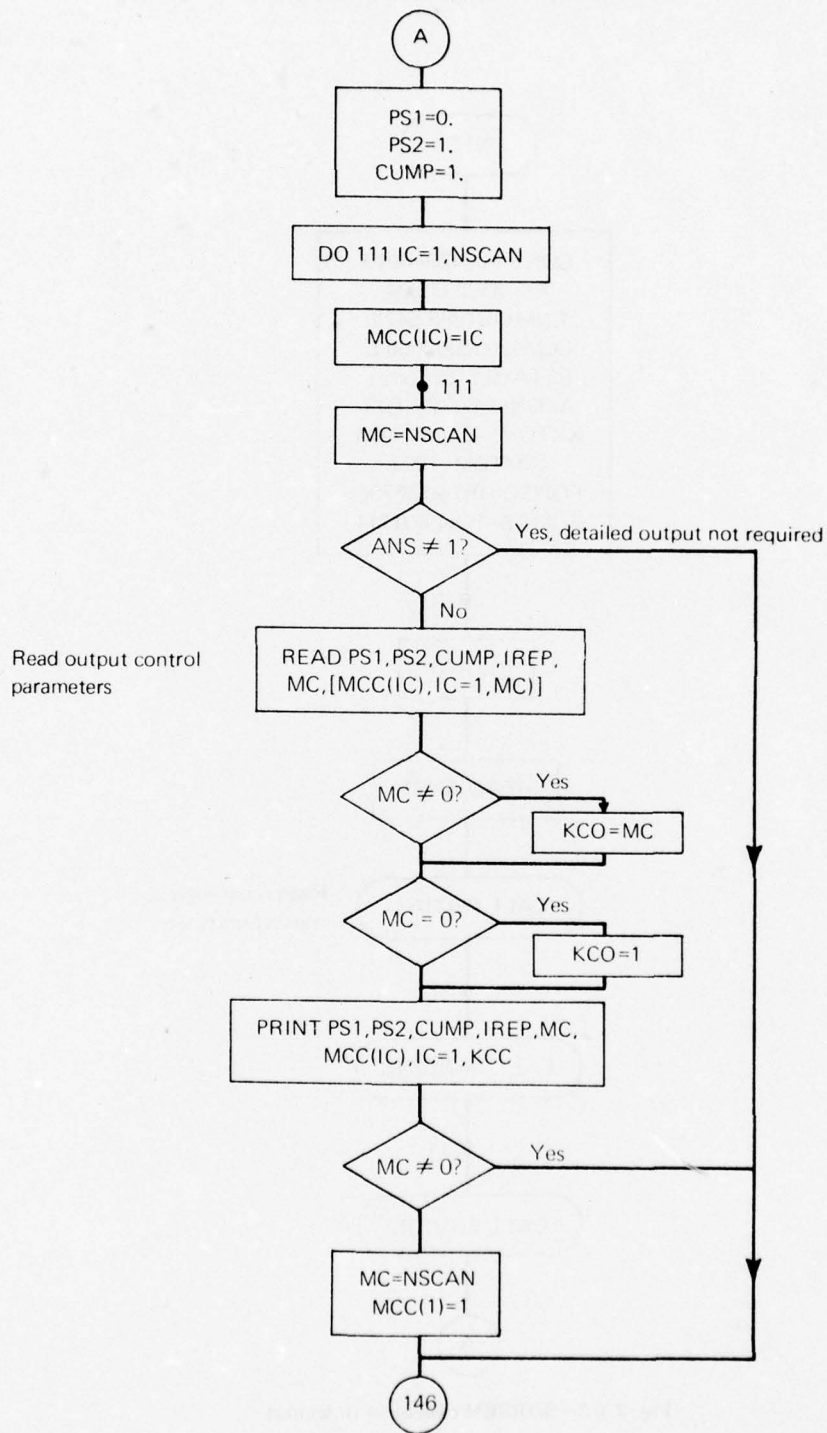 A
PS1=0.
PS2=1.
CUMP=1.
DO 111 IC=1,NSCAN
MCC(IC)=IC
111
MC=NSCAN
ANS ≠ 1?
Yes, detailed output not required
No
Read output control
parameters
READ PS1,PS2,CUMP,IREP,
MC,[MCC(IC),IC=1,MC)]
MC ≠ 0?
Yes
KCO=MC
MC = 0?
Yes
KCO=1
PRINT PS1,PS2,CUMP,IREP,MC,
MCC(IC),IC=1,KCC
MC ≠ 0?
Yes
MC=NSCAN
MCC(1)=1
146